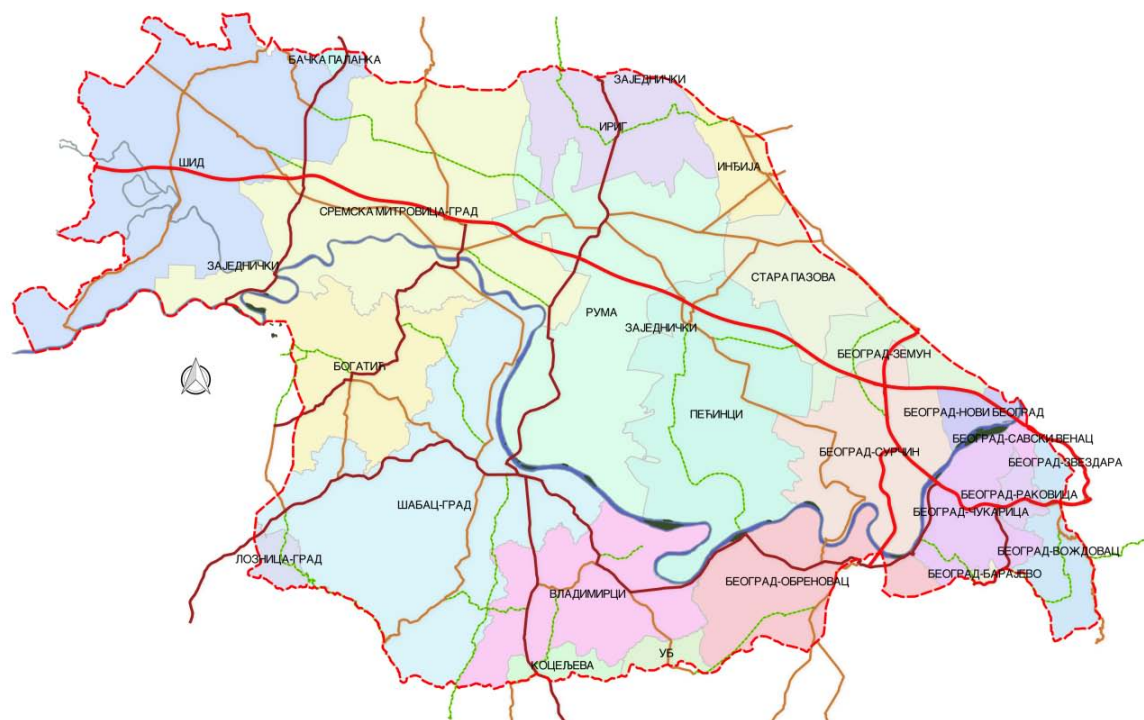 БАЧКА ПАЛАНКА
ЗАЈЕДНИЧКИ
ИРИГ
ШИД
ИНЂИЈА
СРЕМСКА МИТРОВИЦА-ГРАД
ЗАЈЕДНИЧКИ
СТАРА ПАЗОВА
РУМА
ЗАЈЕДНИЧКИ
БЕОГРАД-ЗЕМУН
БОГАТИЋ
ПЕЋИНЦИ
БЕОГРАД-НОВИ БЕОГРАД
БЕОГРАД-САВСКИ ВЕНАЦ
БЕОГРАД-СУРЧИН
БЕОГРАД-ЗВЕЗДАРА
БЕОГРАД-РАКОВИЦА
ШАБАЦ-ГРАД
БЕОГРАД-ЧУКАРИЦА
БЕОГРАД-ВОЖДОВАЦ
ЛОЗНИЦА-ГРАД
БЕОГРАД-БАРАЈЕВО
БЕОГРАД-ОБРЕНОВАЦ
ВЛАДИМИРЦИ
УБ
КОЦЕЉЕВА